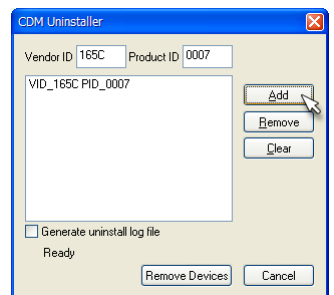 CDM Uninstaller
Vendor ID 165C Product ID 0007
VID_165C PID_0007
Add
Remove
Clear
Generate uninstall log file
Ready
Remove Devices Cancel